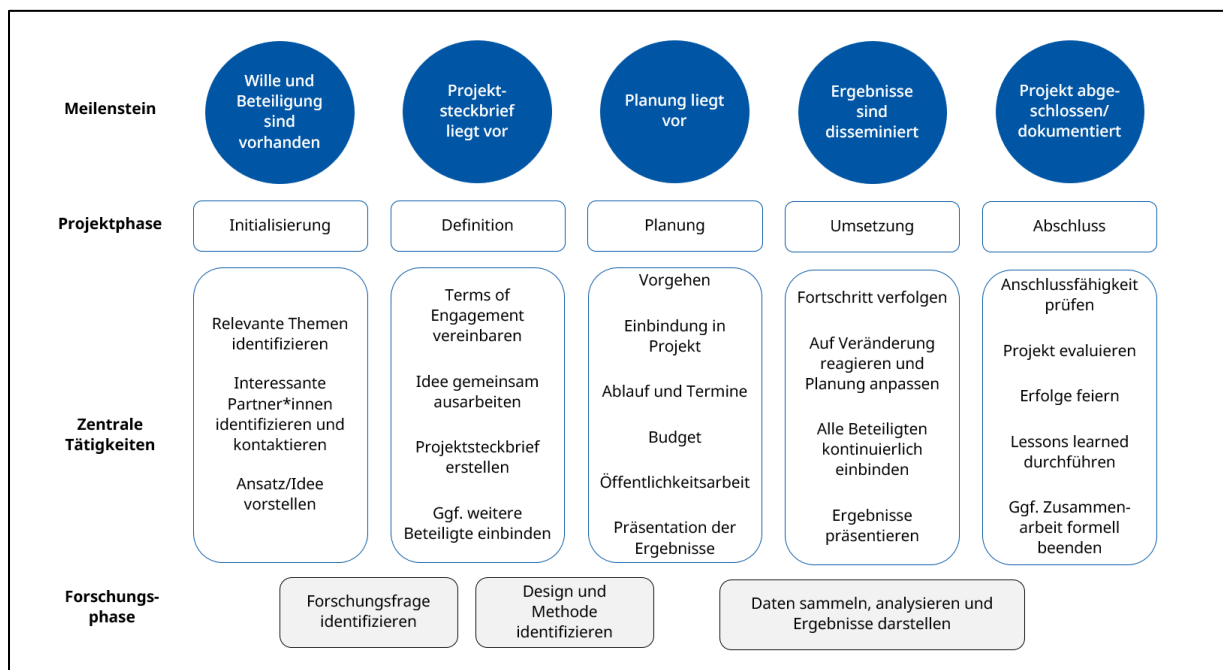 Meilenstein
Wille und
Beteiligung
sind
vorhanden
Projekt-
steckbrief
liegt vor
Planung liegt
vor
Ergebnisse
sind
disseminiert
Projekt abge-
schlossen/
dokumentiert
Projektphase
Initialisierung
Definition
Planung
Umsetzung
Abschluss
Zentrale
Tätigkeiten
Relevante Themen
identifizieren
Interessante
Partner*innen
identifizieren und
kontaktieren
Ansatz/Idee
vorstellen
Terms of
Engagement
vereinbaren
Idee gemeinsam
ausarbeiten
Projektsteckbrief
erstellen
Ggf. weitere
Beteiligte einbinden
Vorgehen
Einbindung in
Projekt
Ablauf und Termine
Budget
Öffentlichkeitsarbeit
Präsentation der
Ergebnisse
Fortschritt verfolgen
Auf Veränderung
reagieren und
Planung anpassen
Alle Beteiligten
kontinuierlich
einbinden
Ergebnisse
präsentieren
Anschlussfähigkeit
prüfen
Projekt evaluieren
Erfolge feiern
Lessons learned
durchführen
Ggf. Zusammen-
arbeit formell
beenden
Forschungs-
phase
Forschungsfrage
identifizieren
Design und
Methode
identifizieren
Daten sammeln, analysieren und
Ergebnisse darstellen